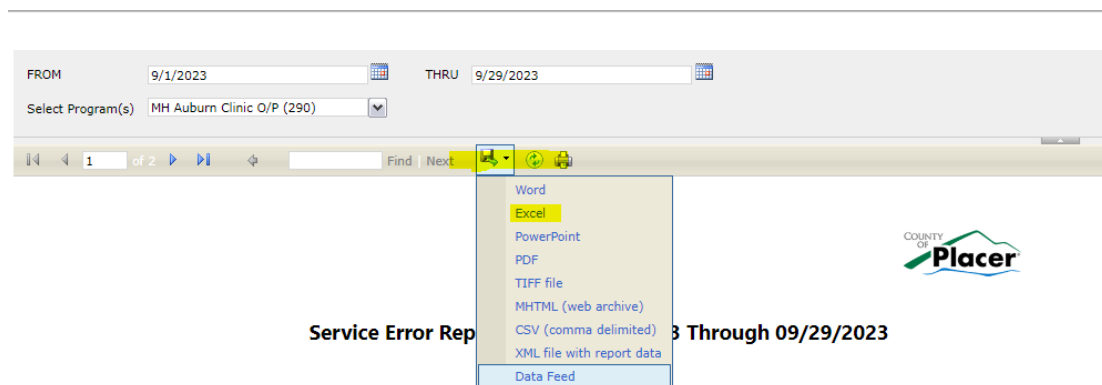 FROM 9/1/2023 THRU 9/29/2023
Select Program(s) MH Auburn Clinic O/P (290)
1 of 2 Find | Next
Word
Excel
PowerPoint
PDF
TIFF file
MHTML (web archive)
CSV (comma delimited)
XML file with report data
Data Feed
COUNTY
OF
Placer
Service Error Rep 3 Through 09/29/2023